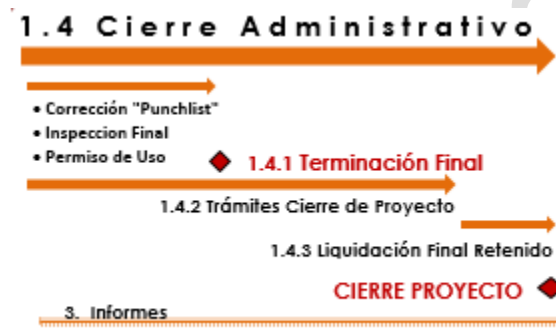 1.4 Cierre Administrativo
• Corrección "Punchlist"
• Inspeccion Final
• Permiso de Uso
1.4.1 Terminación Final
1.4.2 Trámites Cierre de Proyecto
1.4.3 Liquidación Final Retenido
CIERRE PROYECTO
3. Informes